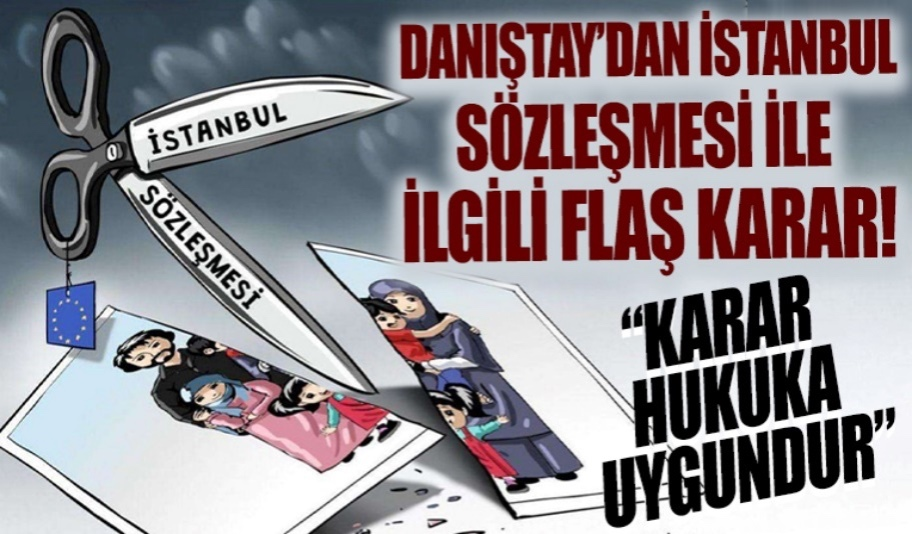 İSTANBUL
SÖZLEŞMESİ
DANIŞTAY'DAN İSTANBUL
SÖZLEŞMESİ İLE
İLGİLİ FLAŞ KARAR!
“KARAR
HUKUKA
UYGUNDUR”